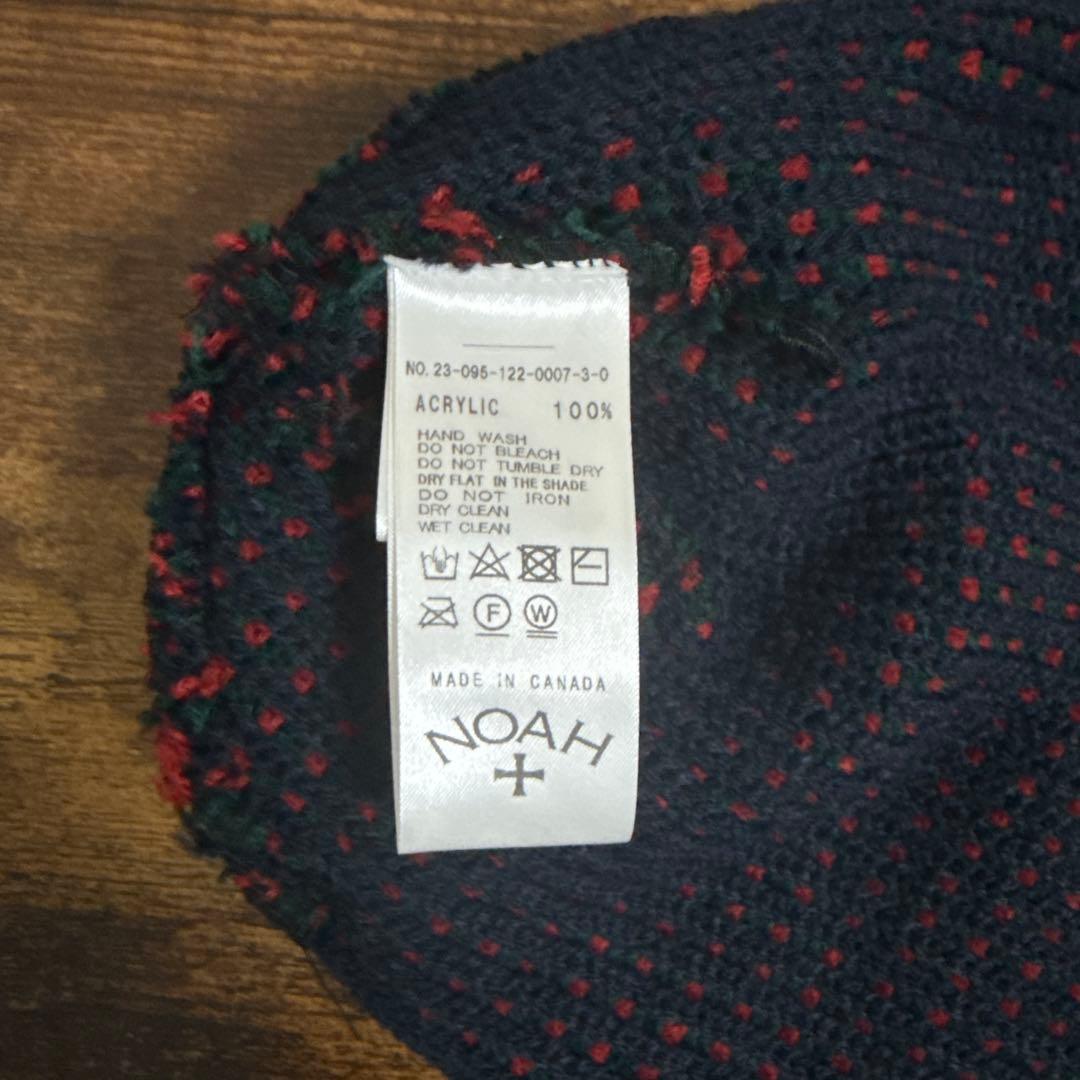 NO. 23-095-122-0007-3-0
ACRYLIC 100%
HAND WASH
DO NOT BLEACH
DO NOT TUMBLE DRY
DRY FLAT IN THE SHADE
DO NOT IRON
DRY CLEAN
WET CLEAN
F W
MADE IN CANADA
NOAH